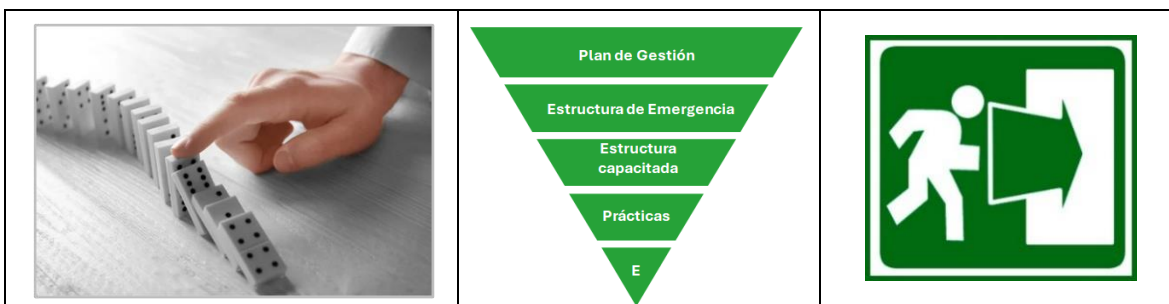 Plan de Gestión
Estructura de Emergencia
Estructura
capacitada
Prácticas
E